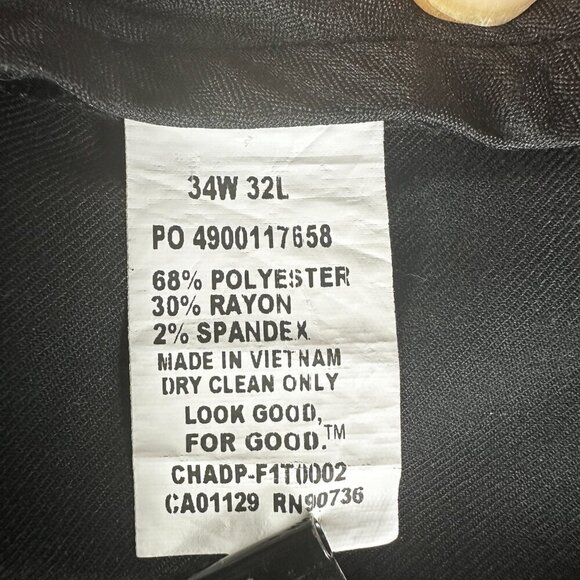 34W 32L
PO 4900117658
68% POLYESTER
30% RAYON
2% SPANDEX
MADE IN VIETNAM
DRY CLEAN ONLY
LOOK GOOD,
FOR GOOD.™
CHADP-F1T0002
CA01129 RN90736